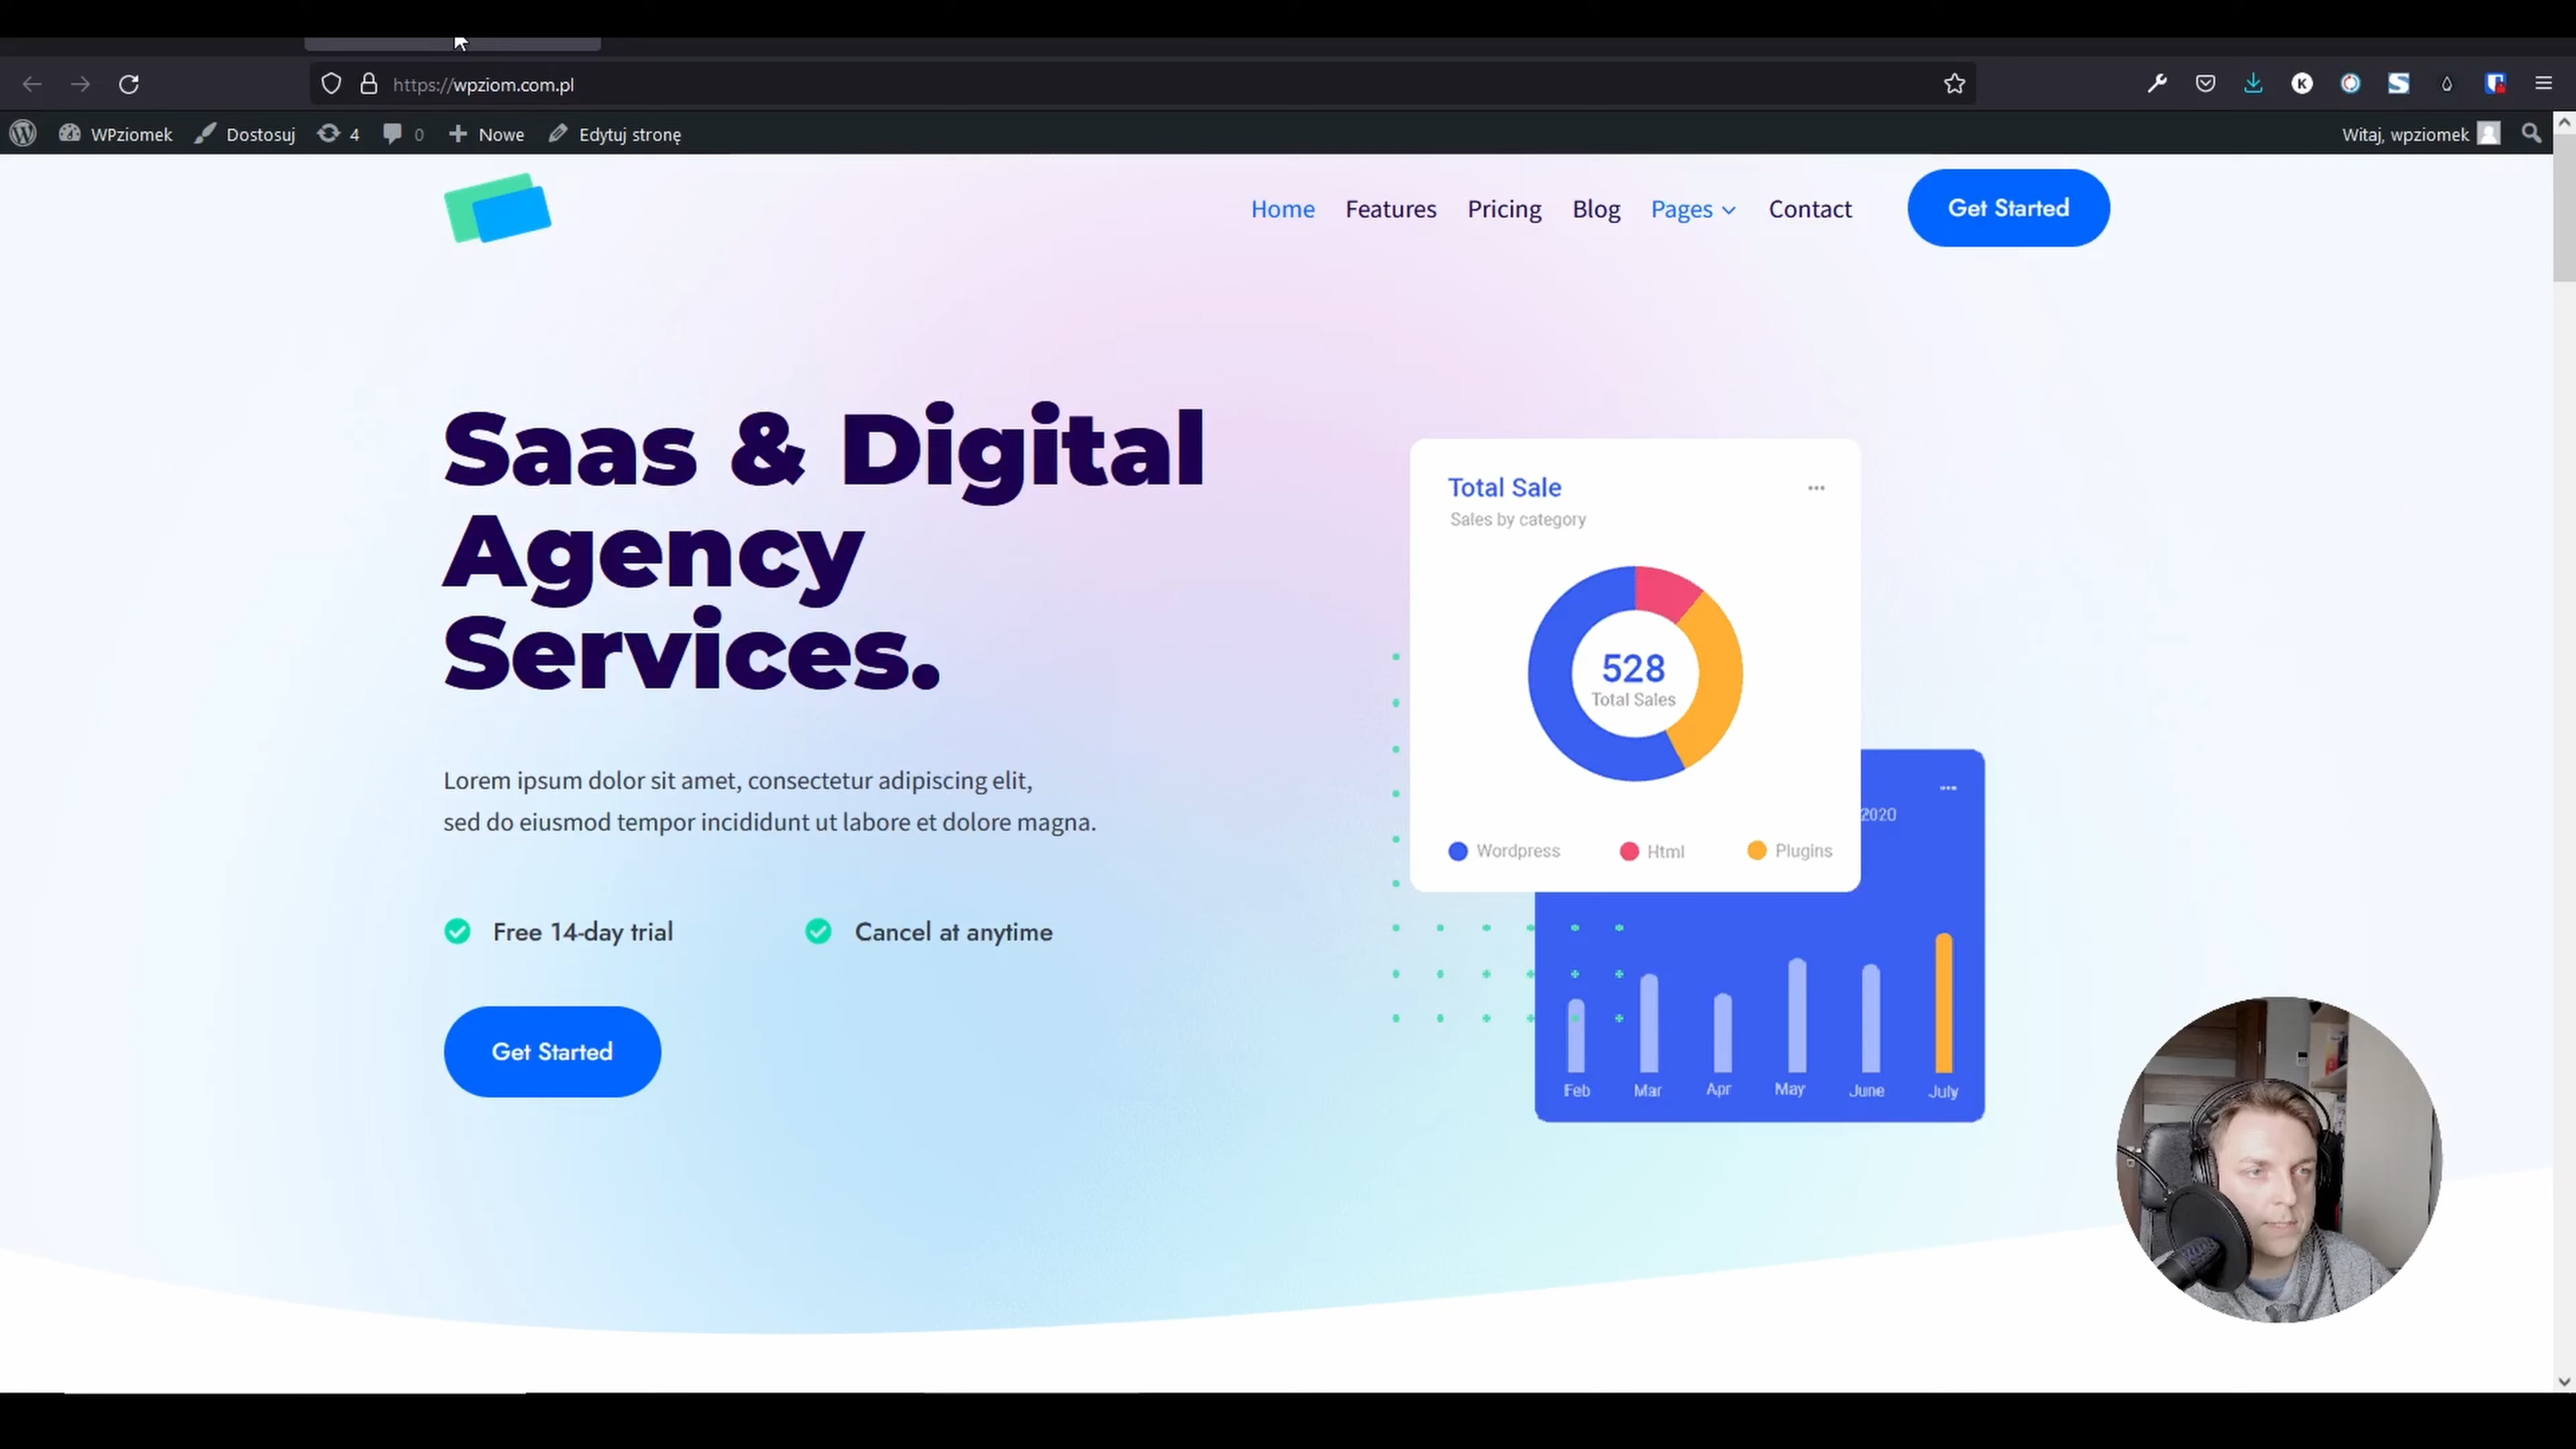 https://wpziom.com.pl
WPziomek Dostosuj 4 0 Nowe Edytuj stronę Witaj, wpziomek
Home Features Pricing Blog Pages Contact Get Started
Saas & Digital
Agency
Services.
Lorem ipsum dolor sit amet, consectetur adipiscing elit,
sed do eiusmod tempor incididunt ut labore et dolore magna.
Free 14-day trial Cancel at anytime
Get Started
Total Sale
Sales by category
528
Total Sales
Wordpress Html Plugins
2020
Feb Mar Apr May June July